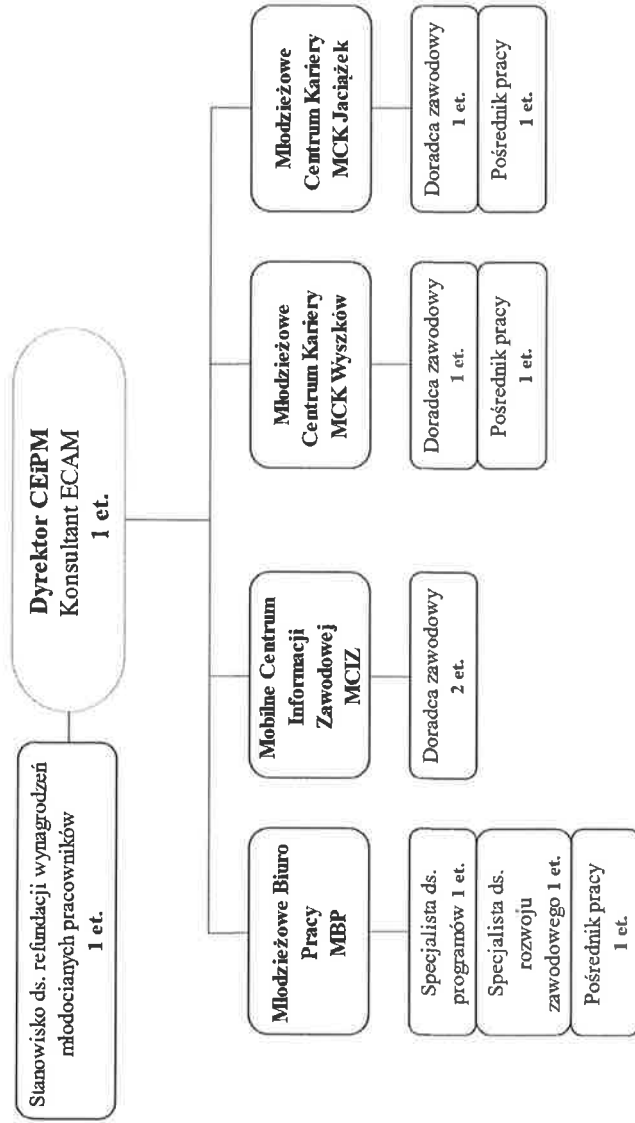 Stanowisko ds. refundacji wynagrodzeń
młodocianych pracowników
1 et.
Dyrektor CEiPM
Konsultant ECAM
1 et.
Młodzieżowe Biuro
Pracy
MBP
Specjalista ds.
programów 1 et.
Specjalista ds.
rozwoju
zawodowego 1 et.
Pośrednik pracy
1 et.
Mobilne Centrum
Informacji
Zawodowej
MCIZ
Doradca zawodowy
2 et.
Młodzieżowe
Centrum Kariery
MCK Wyszków
Doradca zawodowy
1 et.
Pośrednik pracy
1 et.
Młodzieżowe
Centrum Kariery
MCK Jaciążek
Doradca zawodowy
1 et.
Pośrednik pracy
1 et.